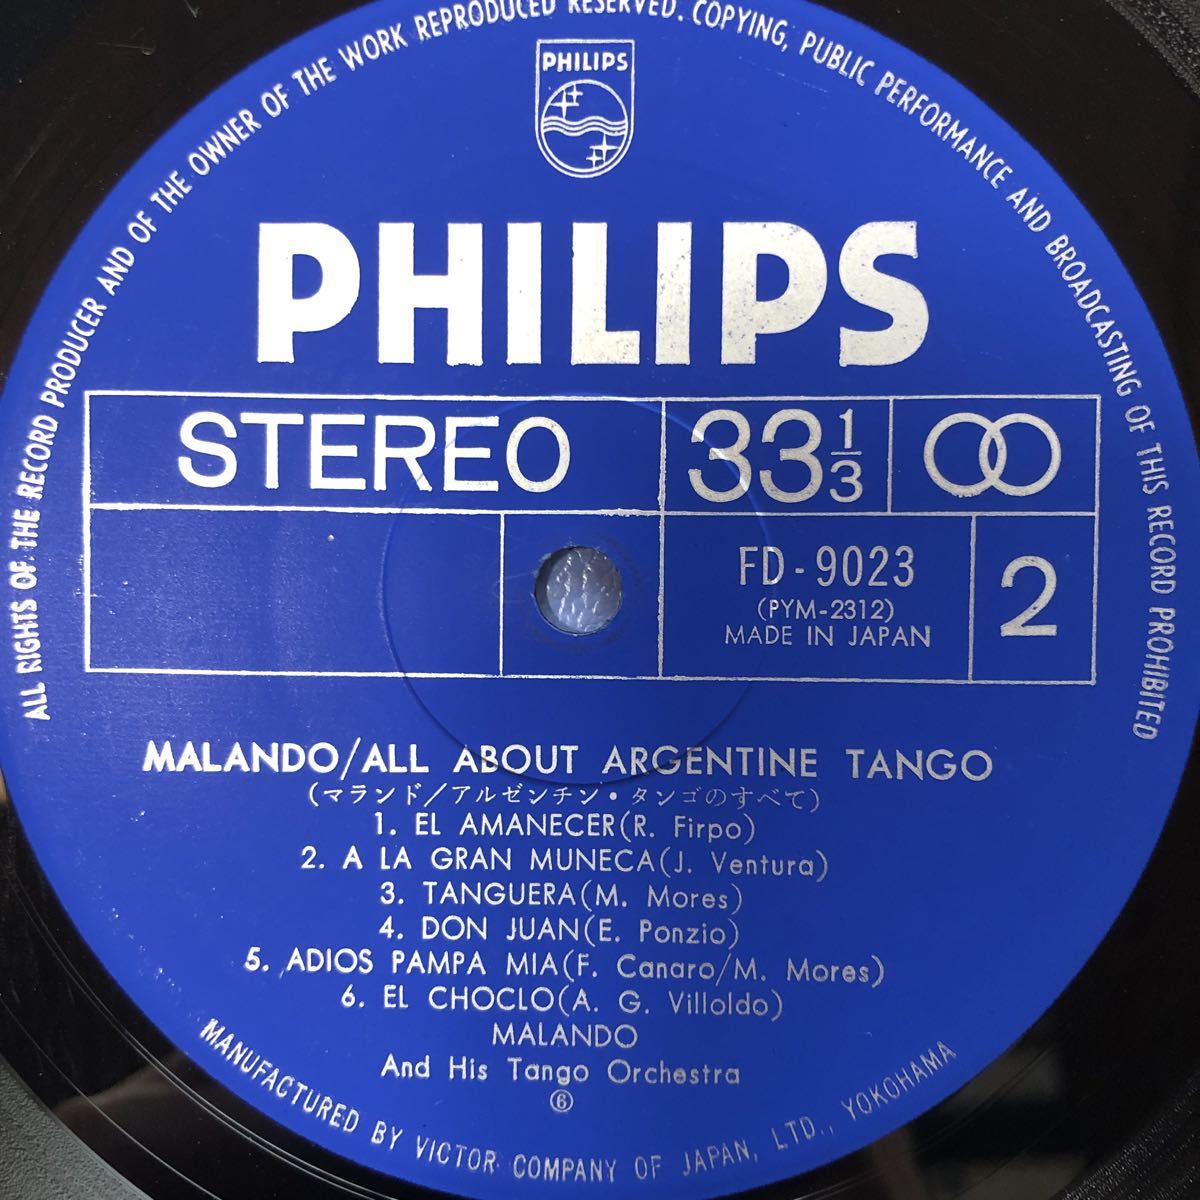 ALL RIGHTS OF THE RECORD PRODUCER AND OF THE OWNER OF THE WORK REPRODUCED RESERVED. COPYING, PUBLIC PERFORMANCE AND BROADCASTING OF THIS RECORD PROHIBITED
PHILIPS
PHILIPS
STEREO 33 1/3
FD-9023
(PYM-2312)
MADE IN JAPAN
2
MALANDO/ALL ABOUT ARGENTINE TANGO
(マランド/アルゼンチン・タンゴのすべて)
1. EL AMANECER(R. Firpo)
2. A LA GRAN MUNECA(J. Ventura)
3. TANGUERA(M. Mores)
4. DON JUAN(E. Ponzio)
5. ADIOS PAMPA MIA(F. Canaro/M. Mores)
6. EL CHOCLO(A. G. Villoldo)
MALANDO
And His Tango Orchestra
⑥
MANUFACTURED BY VICTOR COMPANY OF JAPAN, LTD., YOKOHAMA